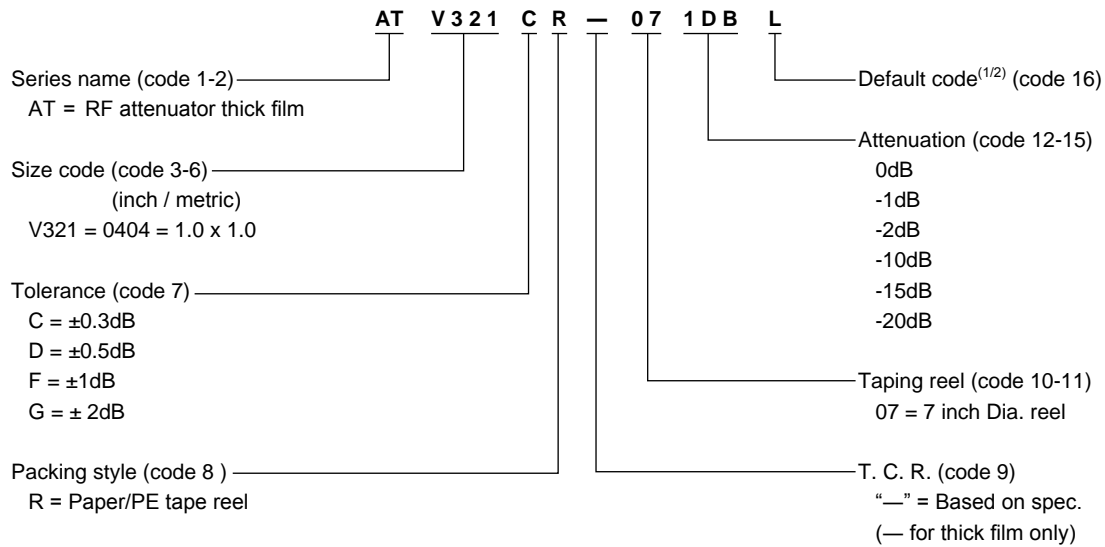 AT V321 C R — 07 1DB L
Series name (code 1-2)
AT = RF attenuator thick film
Size code (code 3-6)
(inch / metric)
V321 = 0404 = 1.0 x 1.0
Tolerance (code 7)
C = ±0.3dB
D = ±0.5dB
F = ±1dB
G = ± 2dB
Packing style (code 8 )
R = Paper/PE tape reel
Default code(1/2) (code 16)
Attenuation (code 12-15)
0dB
-1dB
-2dB
-10dB
-15dB
-20dB
Taping reel (code 10-11)
07 = 7 inch Dia. reel
T. C. R. (code 9)
“—” = Based on spec.
(— for thick film only)